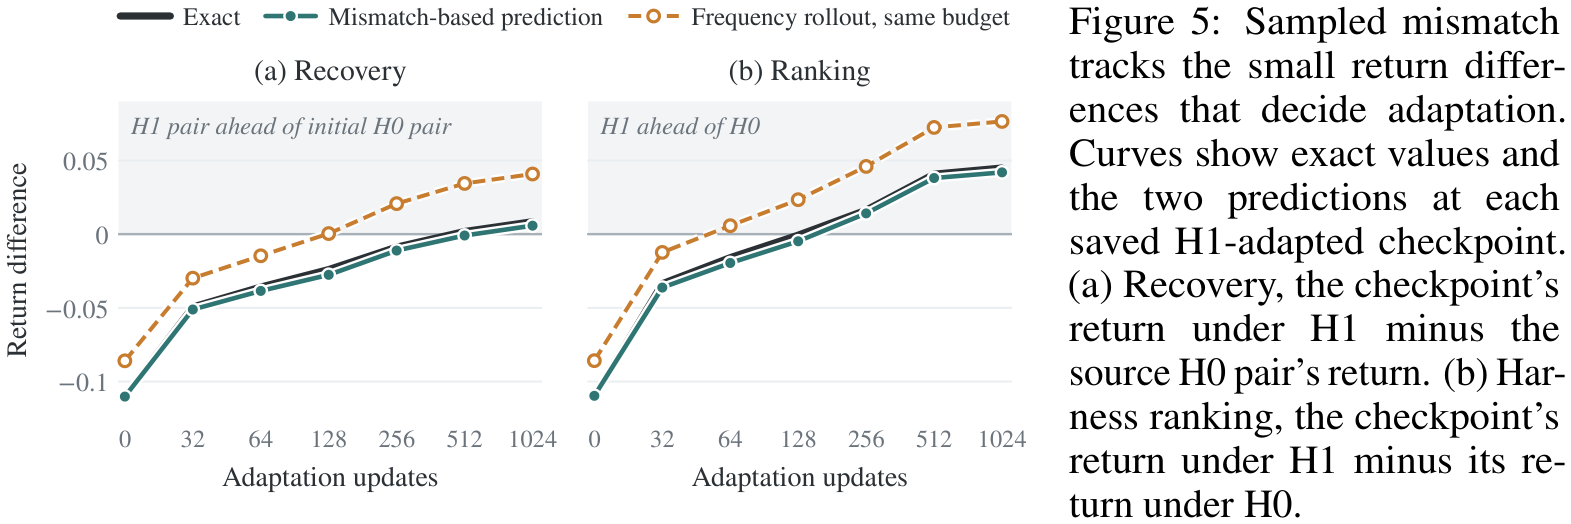 Exact
Mismatch-based prediction
Frequency rollout, same budget
(a) Recovery
(b) Ranking
H1 pair ahead of initial H0 pair
H1 ahead of H0
Return difference
0.05
0
−0.05
−0.1
0 32 64 128 256 512 1024
0 32 64 128 256 512 1024
Adaptation updates
Adaptation updates
Figure 5: Sampled mismatch
tracks the small return differ-
ences that decide adaptation.
Curves show exact values and
the two predictions at each
saved H1-adapted checkpoint.
(a) Recovery, the checkpoint’s
return under H1 minus the
source H0 pair’s return. (b) Har-
ness ranking, the checkpoint’s
return under H1 minus its re-
turn under H0.